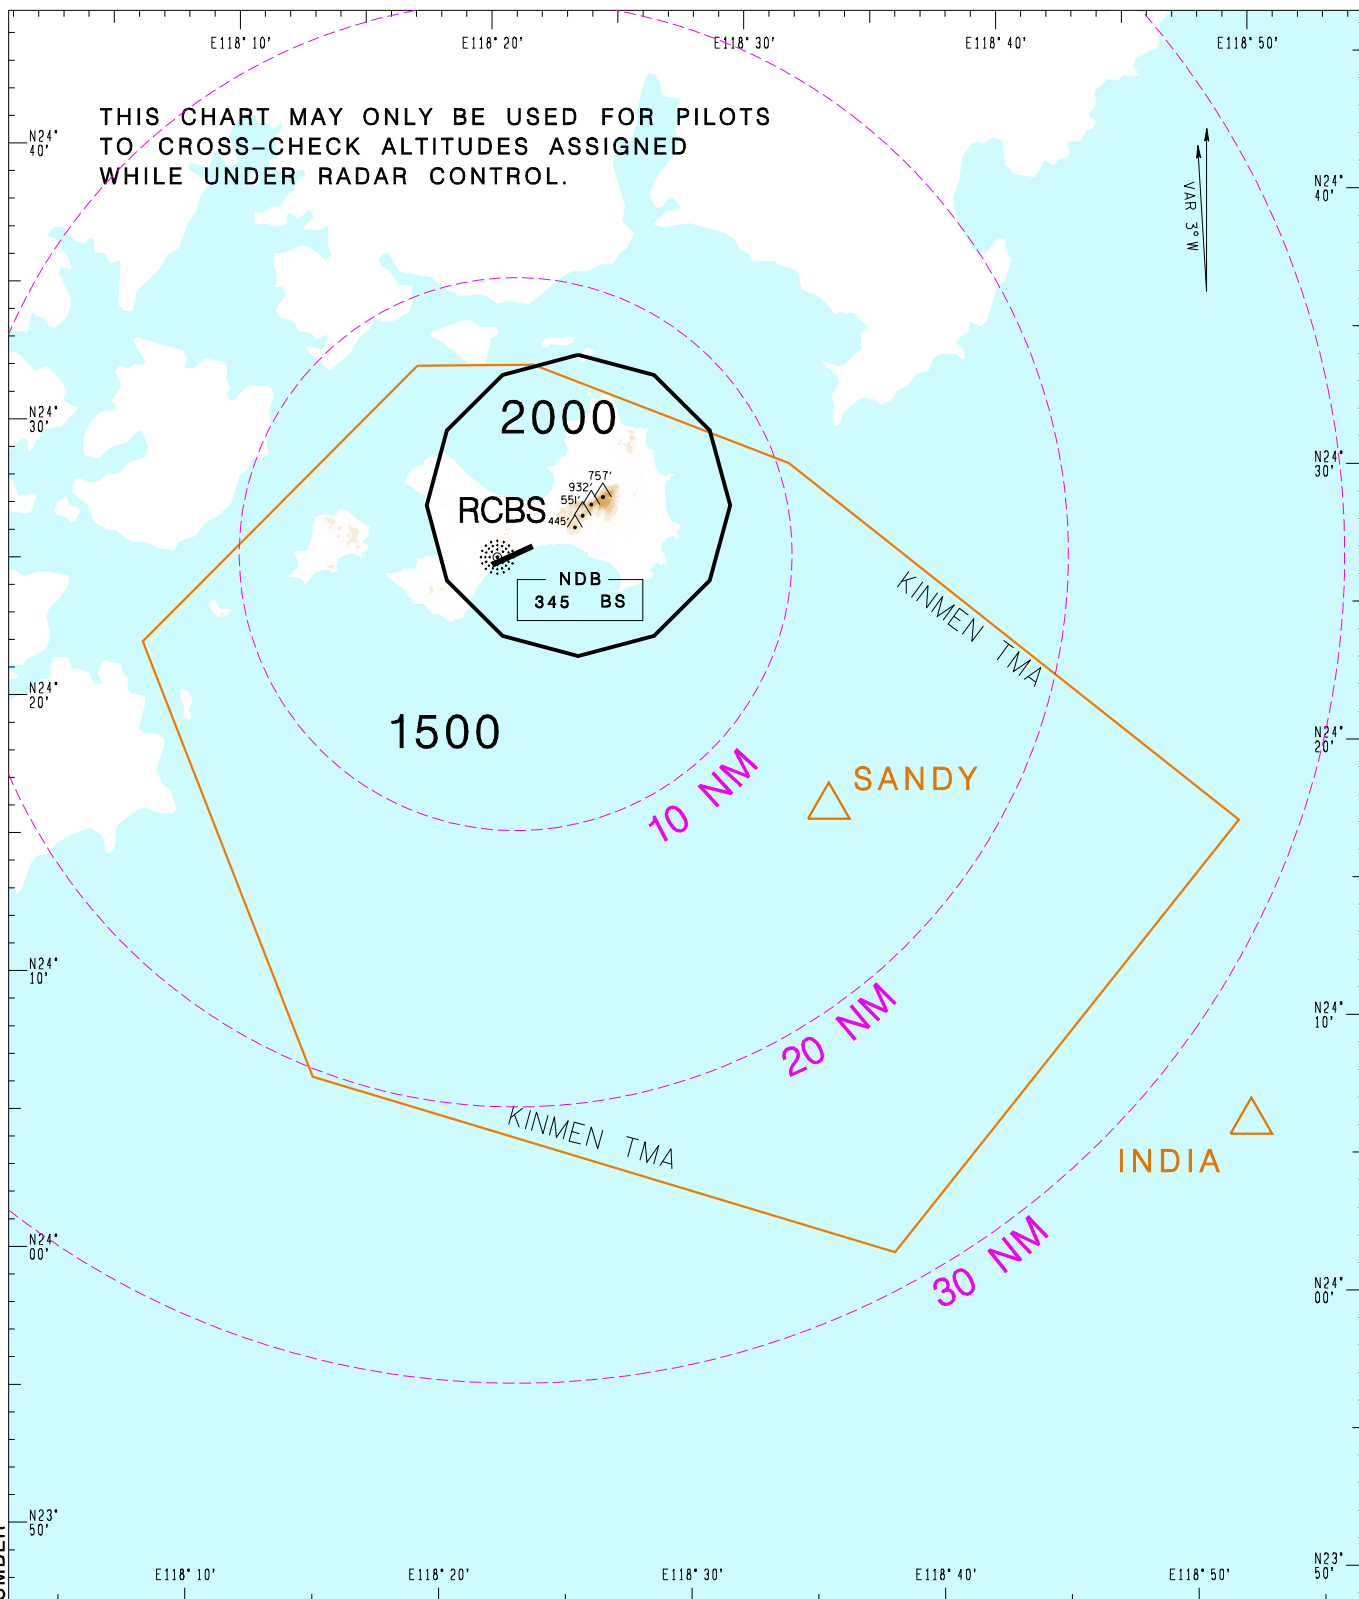 E118° 10' E118° 20' E118° 30' E118° 40' E118° 50'
THIS CHART MAY ONLY BE USED FOR PILOTS
TO CROSS-CHECK ALTITUDES ASSIGNED
WHILE UNDER RADAR CONTROL.
N24°
40'
N24°
40'
VAR 3° W
N24°
30'
N24°
30'
2000
757'
932'
551'
445'
RCBS
NDB
345 BS
KINMEN TMA
N24°
20'
N24°
20'
1500
10 NM
SANDY
N24°
10'
N24°
10'
20 NM
KINMEN TMA
INDIA
N24°
00'
N24°
00'
30 NM
N23°
50'
N23°
50'
E118° 10' E118° 20' E118° 30' E118° 40' E118° 50'